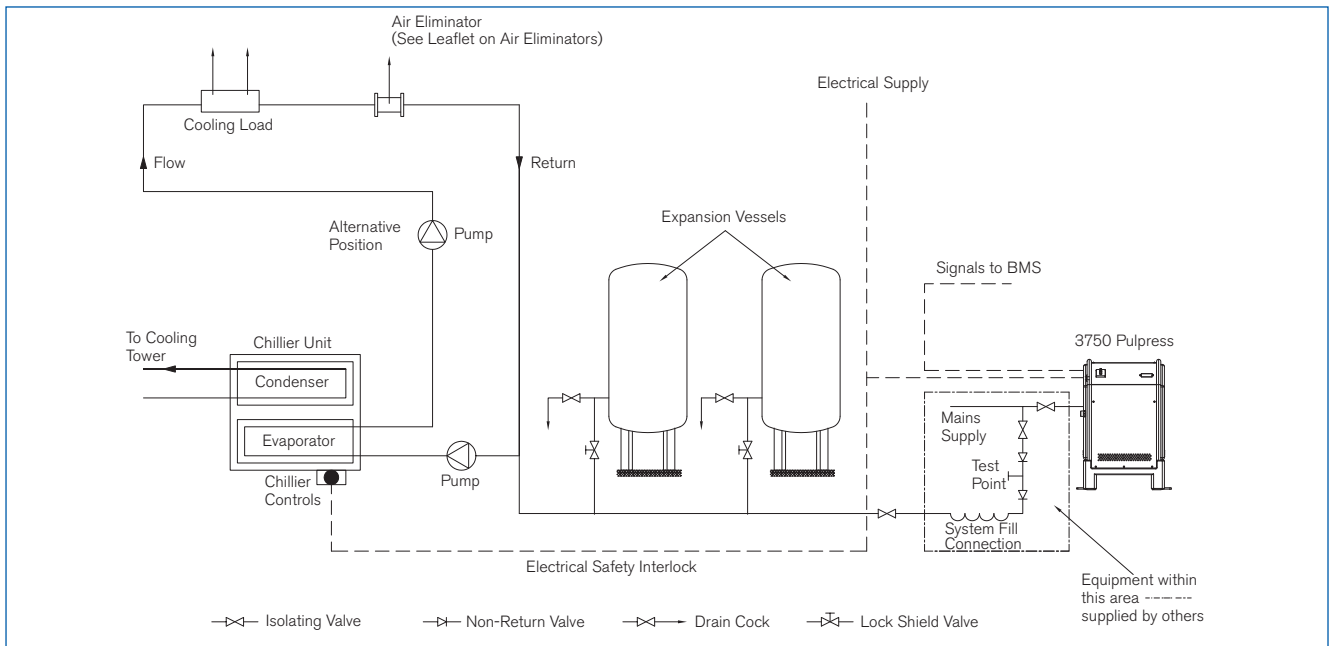 Air Eliminator
(See Leaflet on Air Eliminators)
Electrical Supply
Cooling Load
Flow
Return
Alternative
Position
Pump
Expansion Vessels
Signals to BMS
To Cooling
Tower
Chillier Unit
3750 Pulpress
Condenser
Evaporator
Mains
Supply
Test
Point
Pump
Chillier
Controls
System Fill
Connection
Electrical Safety Interlock
Equipment within
this area
supplied by others
Isolating Valve
Non-Return Valve
Drain Cock
Lock Shield Valve